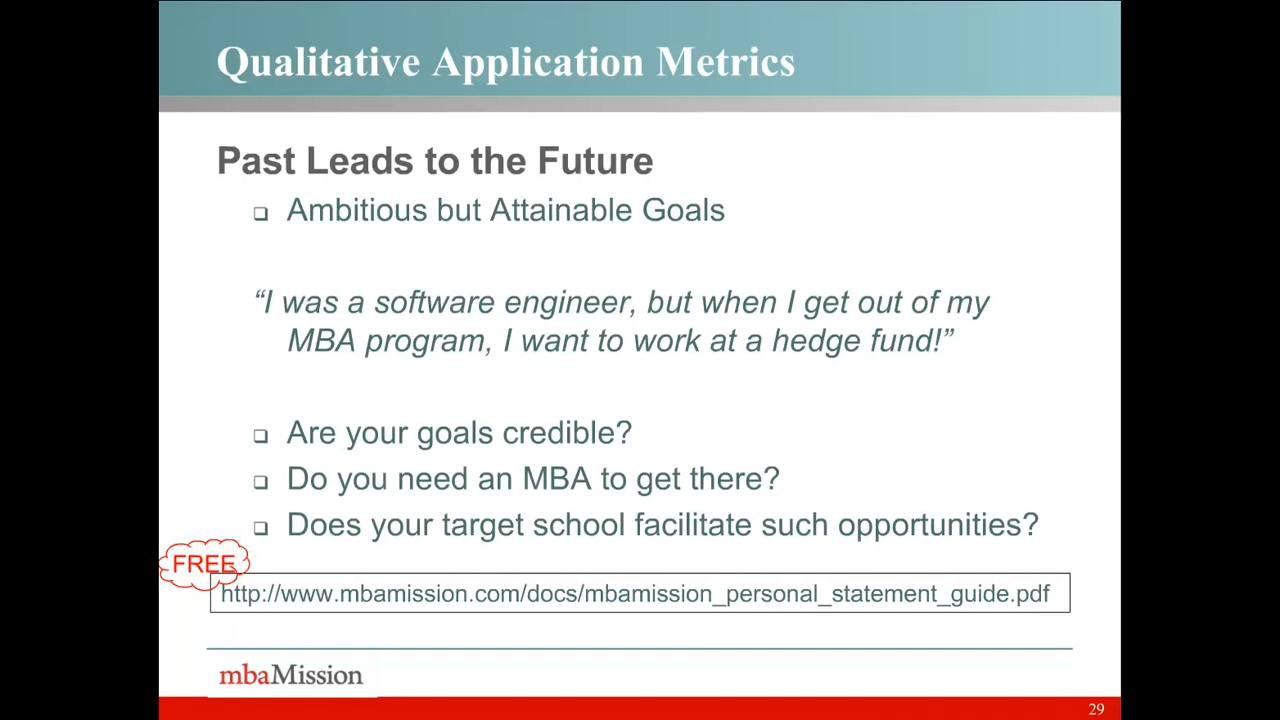 Qualitative Application Metrics
Past Leads to the Future
❑ Ambitious but Attainable Goals
“I was a software engineer, but when I get out of my
MBA program, I want to work at a hedge fund!”
❑ Are your goals credible?
❑ Do you need an MBA to get there?
❑ Does your target school facilitate such opportunities?
FREE
http://www.mbamission.com/docs/mbamission_personal_statement_guide.pdf
mbaMission
29